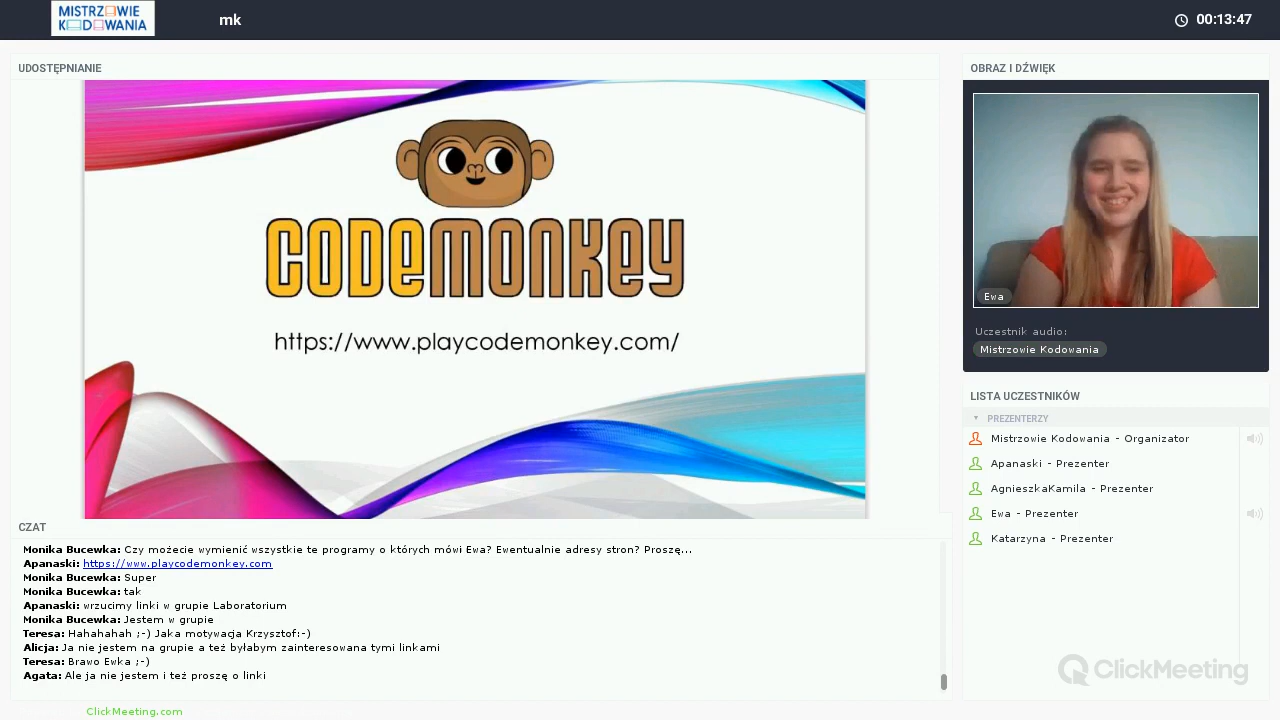 MISTRZOWIE
KODOWANIA
mk
00:13:47
UDOSTĘPNIANIE
CODEMONKEY
https://www.playcodemonkey.com/
CZAT
Monika Bucewka: Czy możecie wymienić wszystkie te programy o których mówi Ewa? Ewentualnie adresy stron? Proszę...
Apanaski: https://www.playcodemonkey.com
Monika Bucewka: Super
Monika Bucewka: tak
Apanaski: wrzucimy linki w grupie Laboratorium
Monika Bucewka: Jestem w grupie
Teresa: Hahahahah ;-) Jaka motywacja Krzysztof:-)
Alicja: Ja nie jestem na grupie a też byłabym zainteresowana tymi linkami
Teresa: Brawo Ewka ;-)
Agata: Ale ja nie jestem i też proszę o linki
ClickMeeting.com
OBRAZ I DŹWIĘK
Ewa
Uczestnik audio:
Mistrzowie Kodowania
LISTA UCZESTNIKÓW
PREZENTERZY
Mistrzowie Kodowania - Organizator
Apanaski - Prezenter
AgnieszkaKamila - Prezenter
Ewa - Prezenter
Katarzyna - Prezenter
ClickMeeting